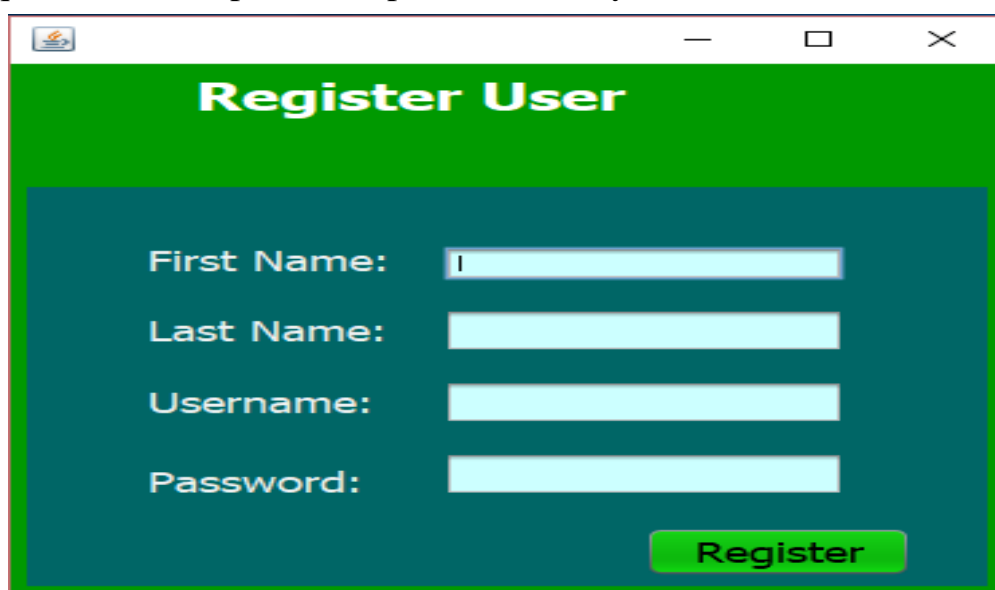 Register User
First Name:
Last Name:
Username:
Password:
Register